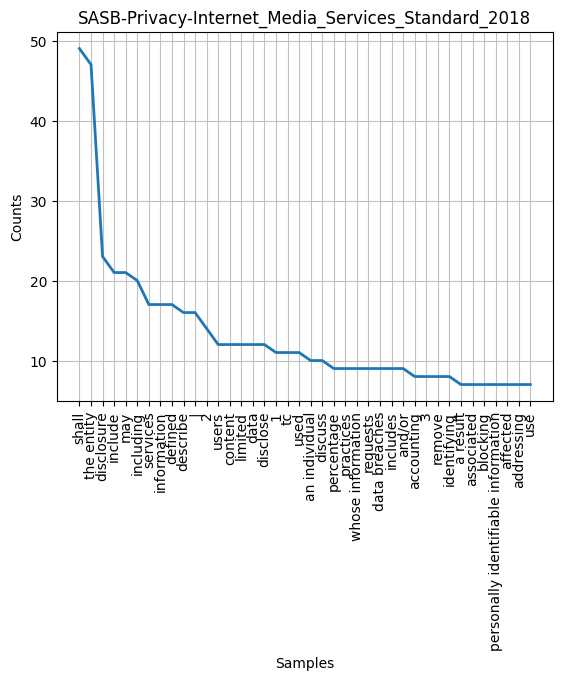 SASB-Privacy-Internet_Media_Services_Standard_2018
50
40
30
20
10
Counts
shall
the entity
disclosure
include
may
including
services
information
defined
describe
|
2
users
content
limited
data
disclose
1
tc
used
an individual
discuss
percentage
practices
whose information
requests
data breaches
includes
and/or
accounting
3
remove
identifying
a result
associated
blocking
personally identifiable information
affected
addressing
use
Samples